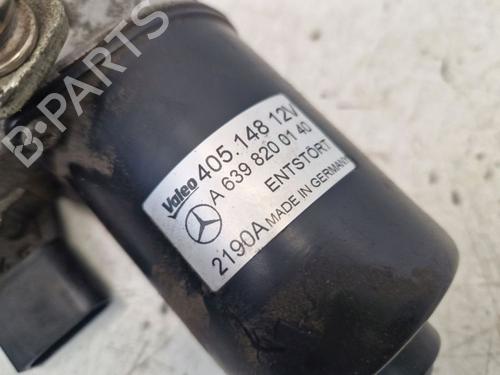 B-PARTS
Valeo 405.148 12V
A 639 820 01 40
ENTSTÖRT
2190A MADE IN GERMANY